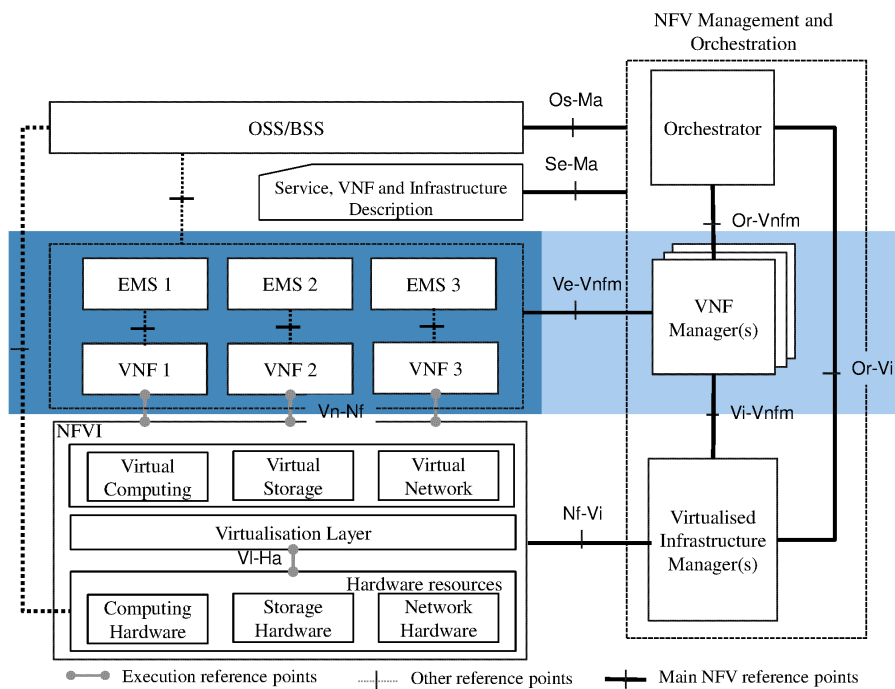 NFV Management and
Orchestration
Os-Ma
OSS/BSS
Orchestrator
Se-Ma
Service, VNF and Infrastructure
Description
Or-Vnfm
EMS 1
EMS 2
EMS 3
Ve-Vnfm
VNF
Manager(s)
VNF 1
VNF 2
VNF 3
Or-Vi
Vn-Nf
Vi-Vnfm
NFVI
Virtual
Computing
Virtual
Storage
Virtual
Network
Nf-Vi
Virtualisation Layer
Virtualised
Infrastructure
Manager(s)
Vl-Ha
Hardware resources
Computing
Hardware
Storage
Hardware
Network
Hardware
Execution reference points
Other reference points
Main NFV reference points